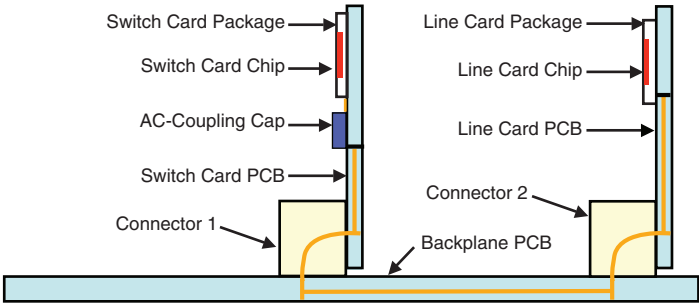 Switch Card Package
Switch Card Chip
AC-Coupling Cap
Switch Card PCB
Connector 1
Line Card Package
Line Card Chip
Line Card PCB
Connector 2
Backplane PCB